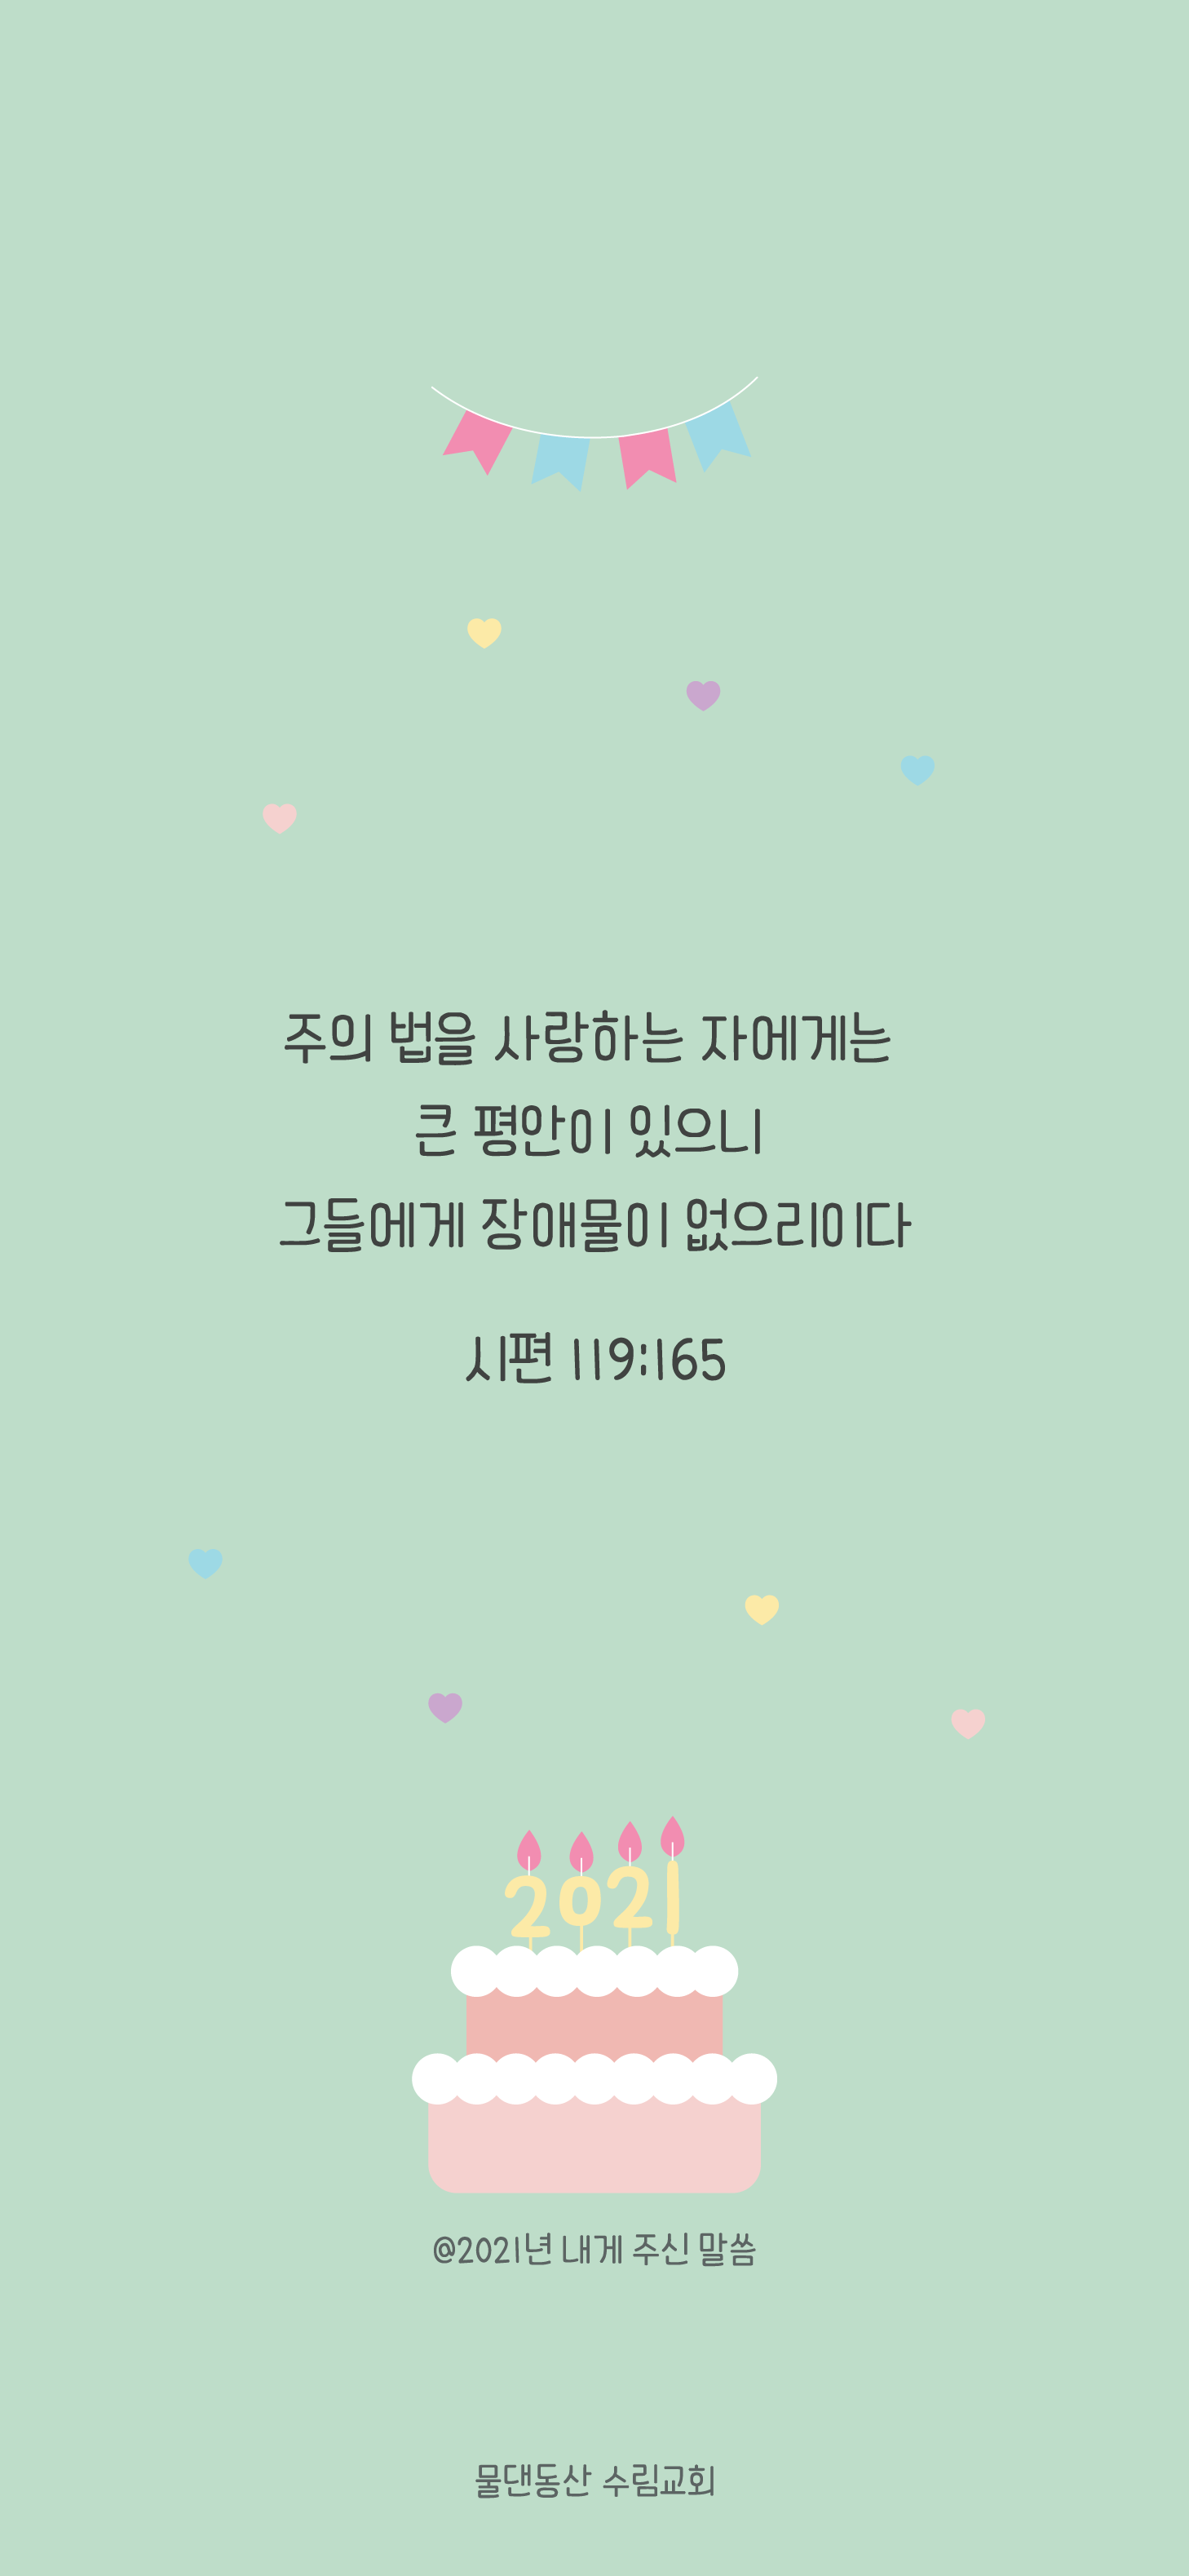 주의 법을 사랑하는 자에게는
큰 평안이 있으니
그들에게 장애물이 없으리이다
시편 119:165
2021
@2021년 내게 주신 말씀
물댄동산 수림교회